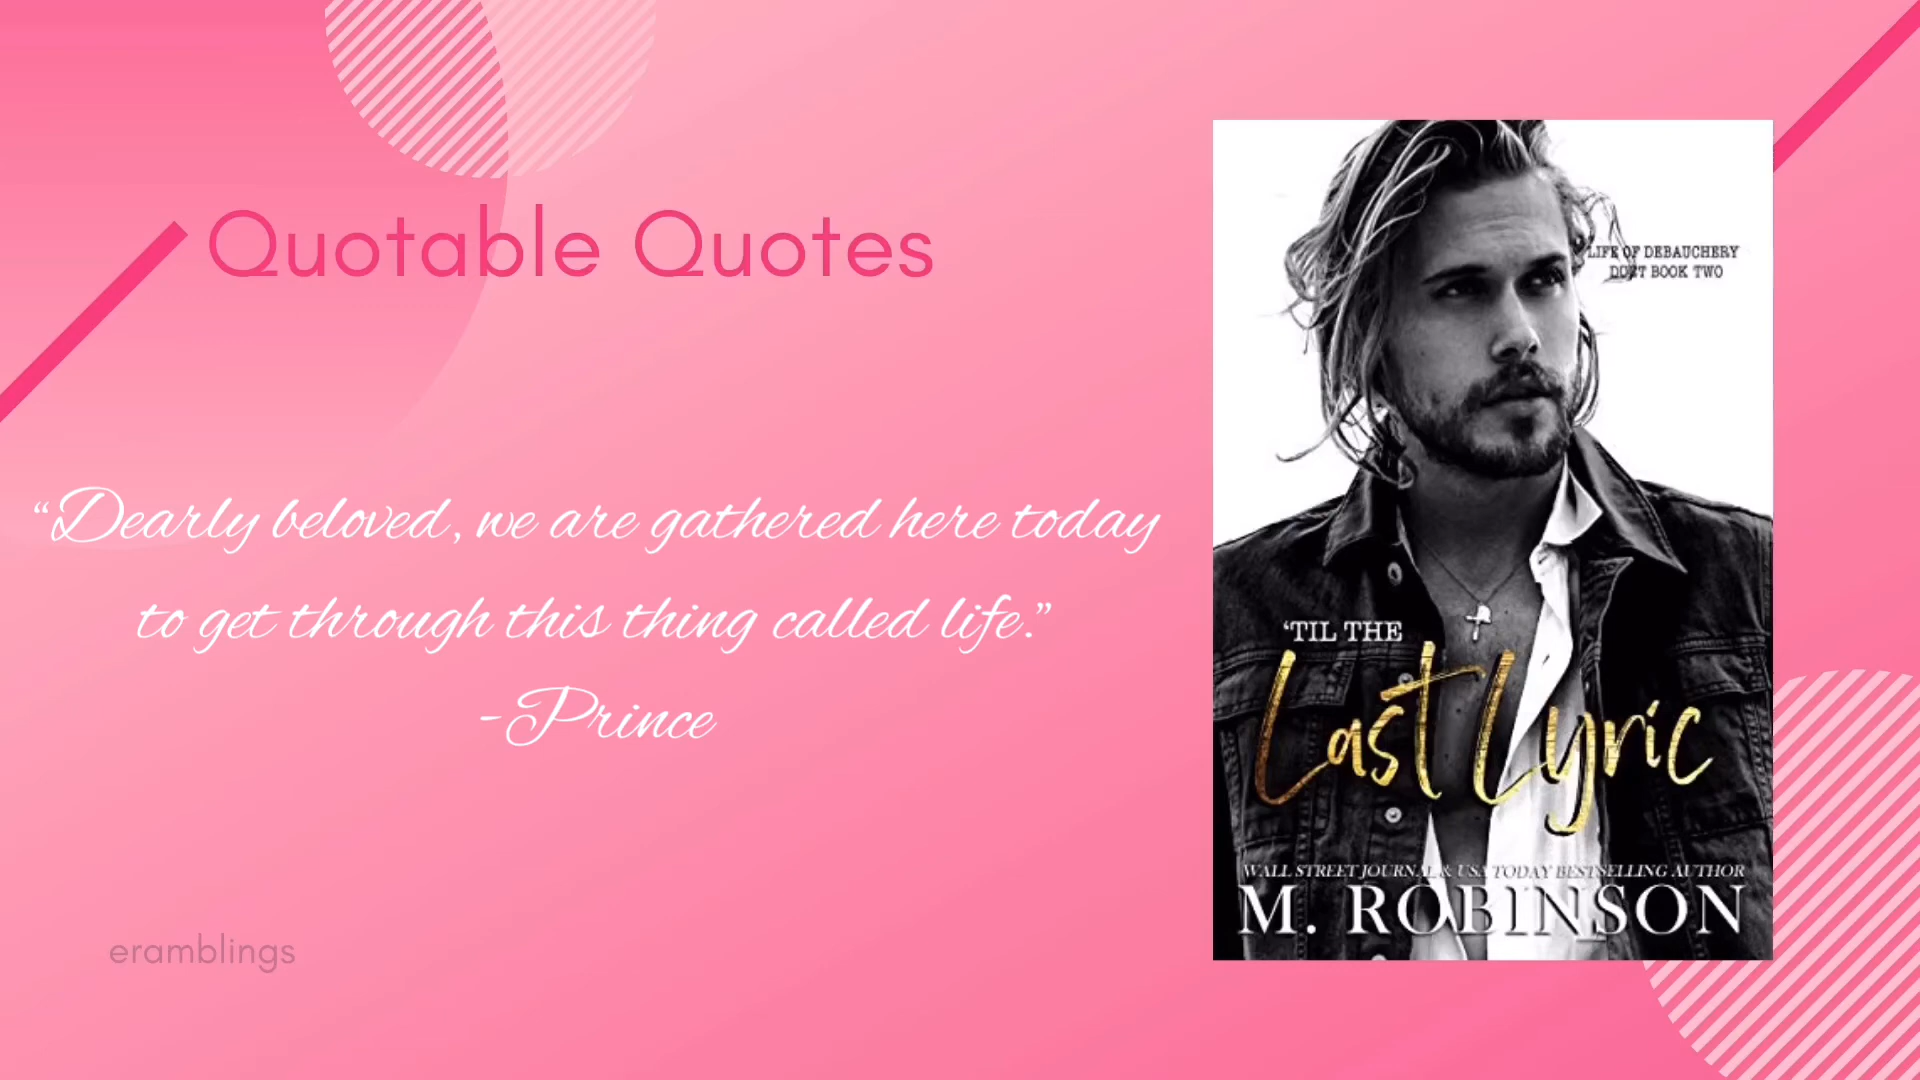 Quotable Quotes
“Dearly beloved, we are gathered here today
to get through this thing called life.”
-Prince
eramblings
LIFE OF DEBAUCHERY
DUET BOOK TWO
‘TIL THE
Last Lyric
WALL STREET JOURNAL & USA TODAY BESTSELLING AUTHOR
M. ROBINSON